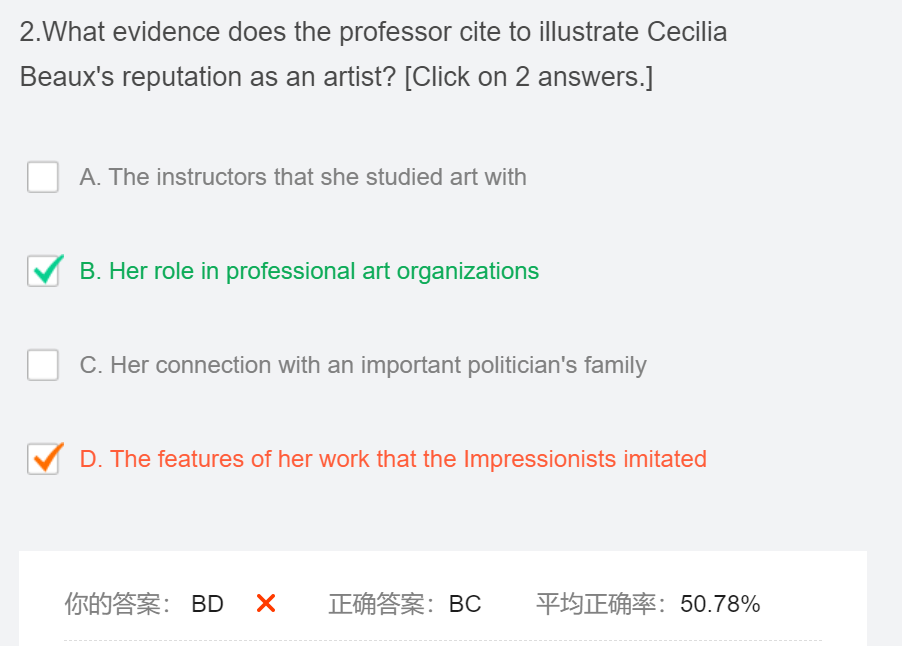 2.What evidence does the professor cite to illustrate Cecilia
Beaux's reputation as an artist? [Click on 2 answers.]
A. The instructors that she studied art with
B. Her role in professional art organizations
C. Her connection with an important politician's family
D. The features of her work that the Impressionists imitated
你的答案： BD 正确答案：BC 平均正确率：50.78%